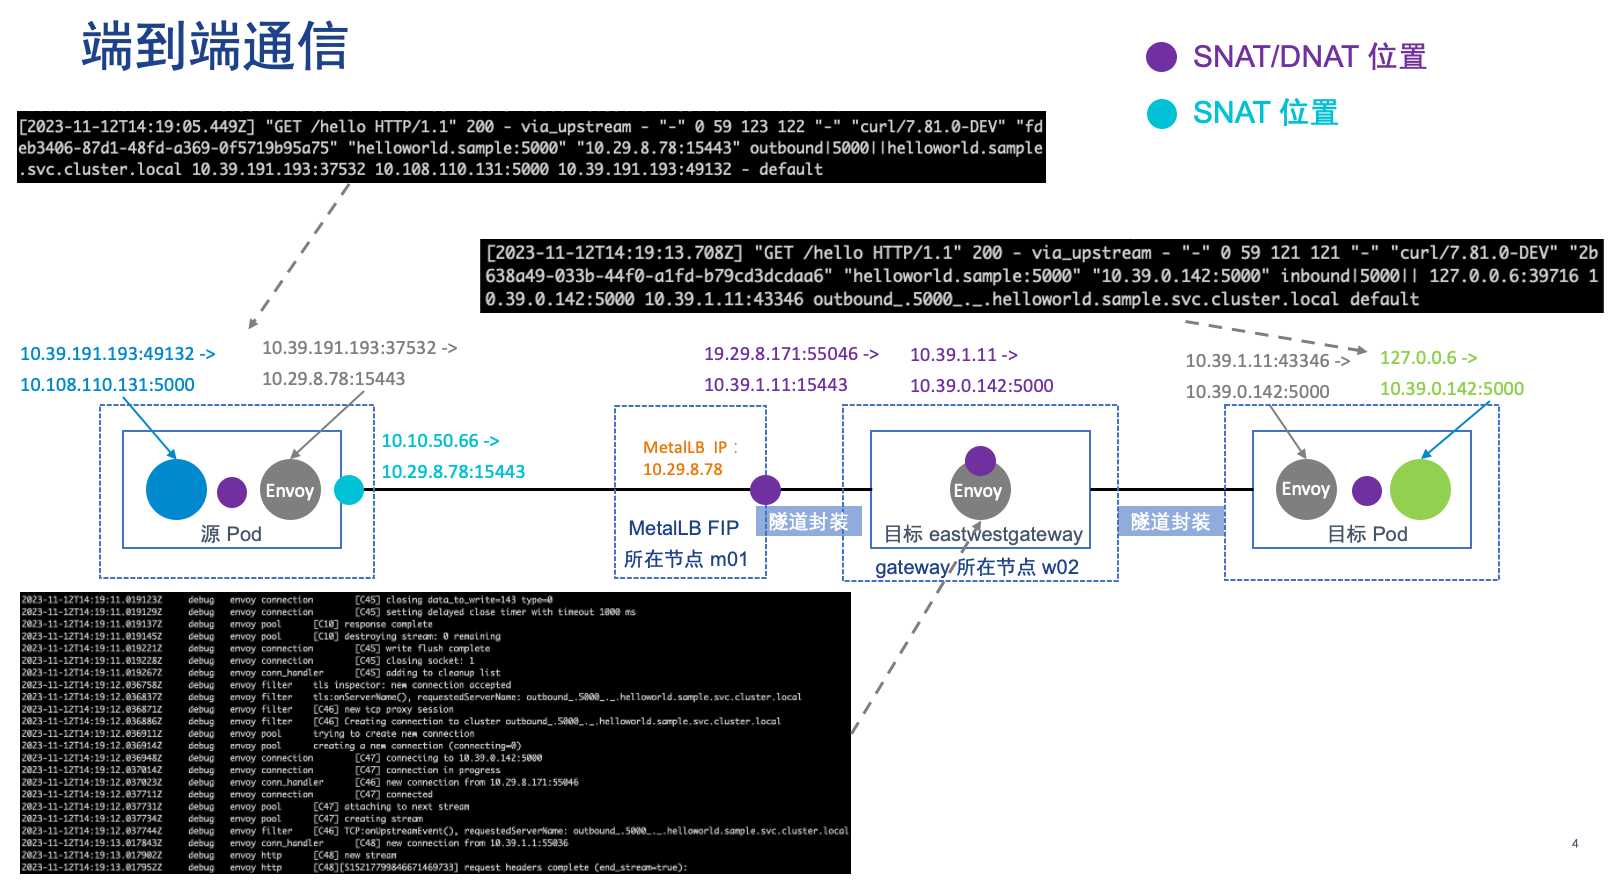 端到端通信
SNAT/DNAT 位置
SNAT 位置
[2023-11-12T14:19:05.449Z] "GET /hello HTTP/1.1" 200 - via_upstream - "-" 0 59 123 122 "-" "curl/7.81.0-DEV" "fd
eb3406-87d1-48fd-a369-0f5719b95a75" "helloworld.sample:5000" "10.29.8.78:15443" outbound|5000||helloworld.sample
.svc.cluster.local 10.39.191.193:37532 10.108.110.131:5000 10.39.191.193:49132 - default
[2023-11-12T14:19:13.708Z] "GET /hello HTTP/1.1" 200 - via_upstream - "-" 0 59 121 121 "-" "curl/7.81.0-DEV" "2b
638a49-033b-44f0-a1fd-b79cd3dcdaa6" "helloworld.sample:5000" "10.39.0.142:5000" inbound|5000|| 127.0.0.6:39716 1
0.39.0.142:5000 10.39.1.11:43346 outbound_.5000_._.helloworld.sample.svc.cluster.local default
10.39.191.193:49132 ->
10.108.110.131:5000
10.39.191.193:37532 ->
10.29.8.78:15443
19.29.8.171:55046 ->
10.39.1.11:15443
10.39.1.11 ->
10.39.0.142:5000
10.39.1.11:43346 ->
10.39.0.142:5000
127.0.0.6 ->
10.39.0.142:5000
10.10.50.66 ->
10.29.8.78:15443
MetalLB IP：
10.29.8.78
Envoy
Envoy
Envoy
源 Pod
MetalLB FIP
所在节点 m01
隧道封装
目标 eastwestgateway
gateway 所在节点 w02
隧道封装
目标 Pod
2023-11-12T14:19:11.019123Z debug envoy connection [C45] closing data_to_write=143 type=0
2023-11-12T14:19:11.019129Z debug envoy connection [C45] setting delayed close timer with timeout 1000 ms
2023-11-12T14:19:11.019137Z debug envoy pool [C10] response complete
2023-11-12T14:19:11.019145Z debug envoy pool [C10] destroying stream: 0 remaining
2023-11-12T14:19:11.019221Z debug envoy connection [C45] write flush complete
2023-11-12T14:19:11.019228Z debug envoy connection [C45] closing socket: 1
2023-11-12T14:19:11.019267Z debug envoy conn_handler [C45] adding to cleanup list
2023-11-12T14:19:12.036758Z debug envoy filter tls inspector: new connection accepted
2023-11-12T14:19:12.036837Z debug envoy filter tls:onServerName(), requestedServerName: outbound_.5000_._.helloworld.sample.svc.cluster.local
2023-11-12T14:19:12.036871Z debug envoy filter [C46] new tcp proxy session
2023-11-12T14:19:12.036886Z debug envoy filter [C46] Creating connection to cluster outbound_.5000_._.helloworld.sample.svc.cluster.local
2023-11-12T14:19:12.036911Z debug envoy pool trying to create new connection
2023-11-12T14:19:12.036914Z debug envoy pool creating a new connection (connecting=0)
2023-11-12T14:19:12.036948Z debug envoy connection [C47] connecting to 10.39.0.142:5000
2023-11-12T14:19:12.037014Z debug envoy connection [C47] connection in progress
2023-11-12T14:19:12.037023Z debug envoy conn_handler [C46] new connection from 10.29.8.171:55046
2023-11-12T14:19:12.037711Z debug envoy connection [C47] connected
2023-11-12T14:19:12.037731Z debug envoy pool [C47] attaching to next stream
2023-11-12T14:19:12.037734Z debug envoy pool [C47] creating stream
2023-11-12T14:19:12.037744Z debug envoy filter [C46] TCP:onUpstreamEvent(), requestedServerName: outbound_.5000_._.helloworld.sample.svc.cluster.local
2023-11-12T14:19:13.017843Z debug envoy conn_handler [C48] new connection from 10.39.1.1:55036
2023-11-12T14:19:13.017902Z debug envoy http [C48] new stream
2023-11-12T14:19:13.017952Z debug envoy http [C48][S15217799846671469733] request headers complete (end_stream=true):
4